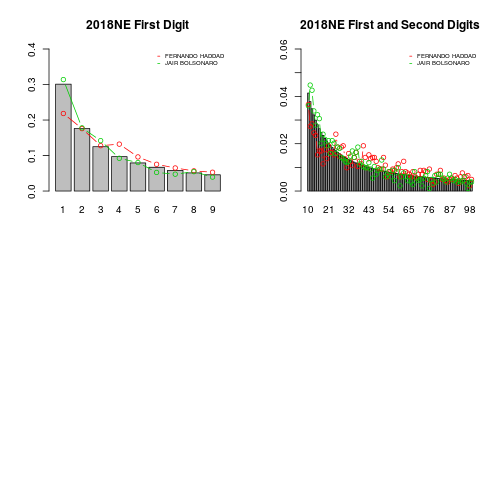 2018NE First Digit
FERNANDO HADDAD
JAIR BOLSONARO
0.4
0.3
0.2
0.1
0.0
1 2 3 4 5 6 7 8 9
2018NE First and Second Digits
FERNANDO HADDAD
JAIR BOLSONARO
0.06
0.04
0.02
0.00
10 21 32 43 54 65 76 87 98